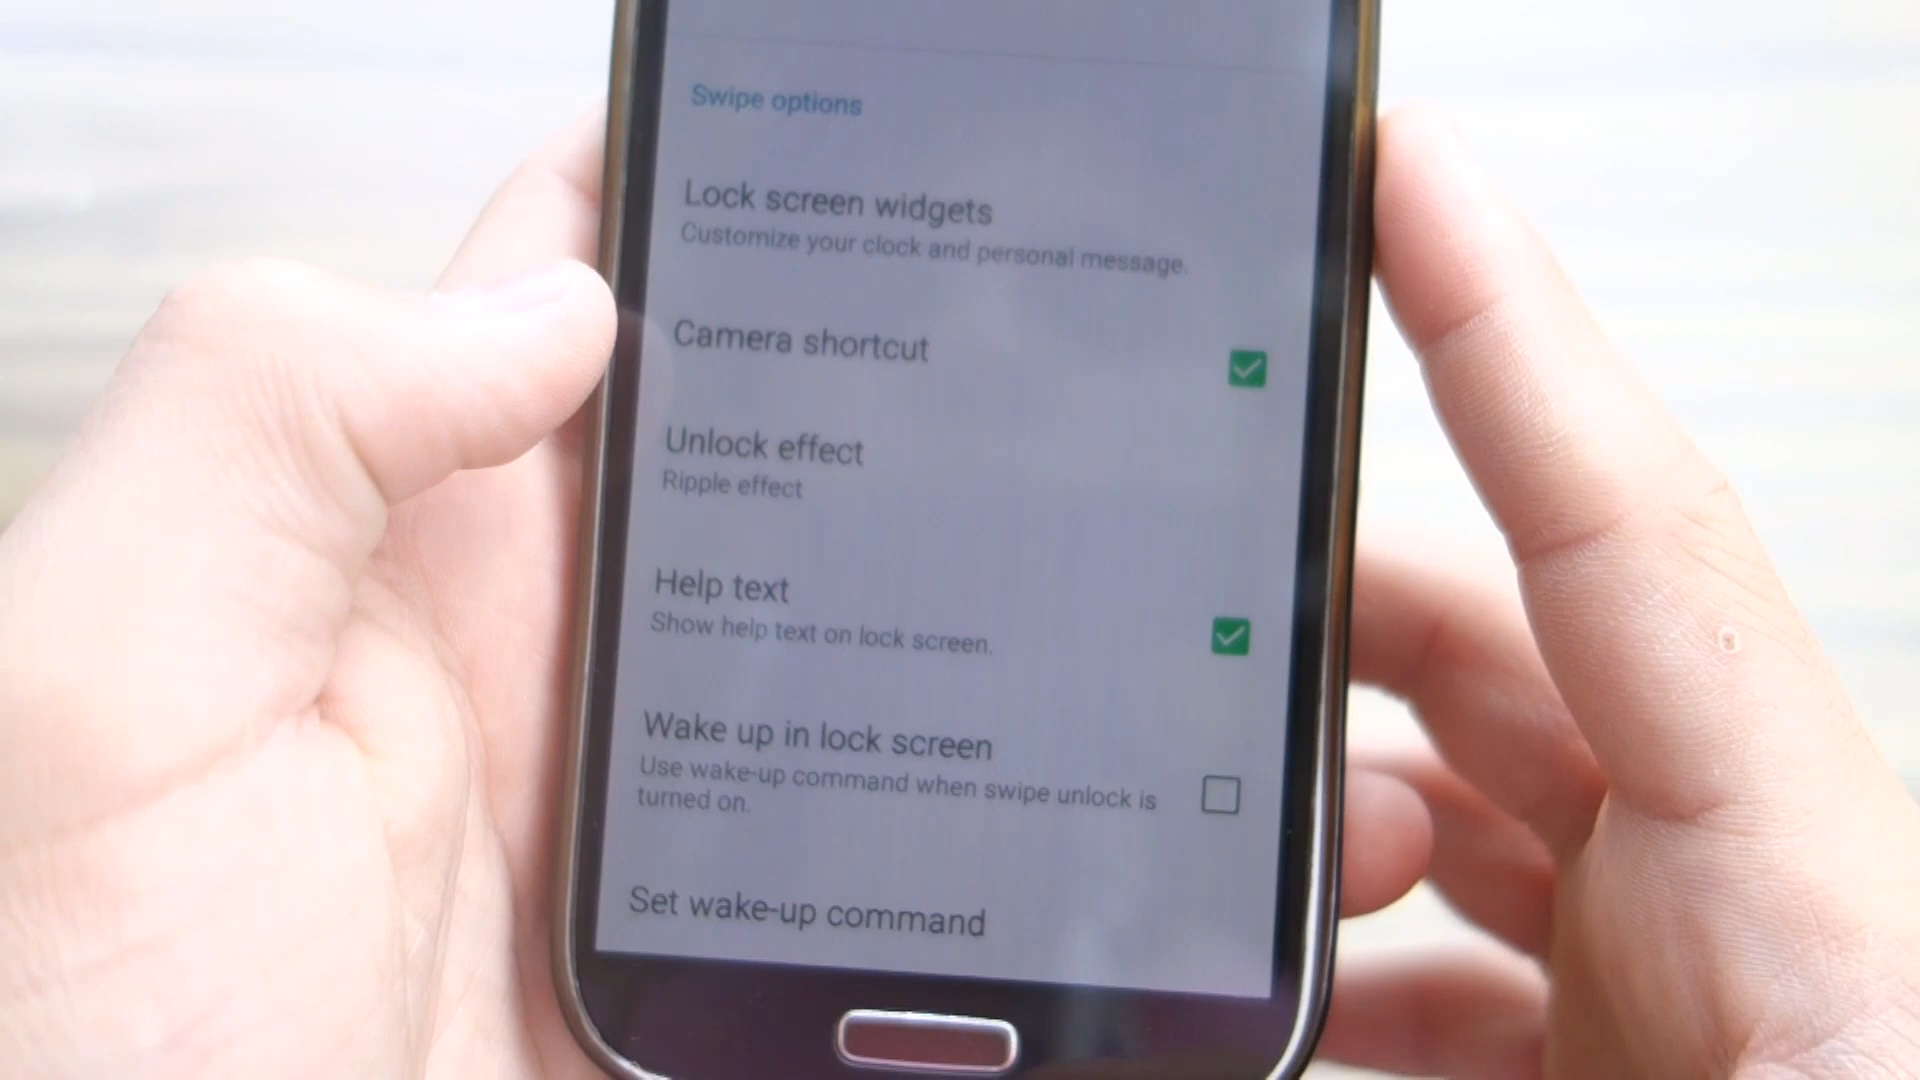 Swipe options
Lock screen widgets
Customize your clock and personal message.
Camera shortcut
Unlock effect
Ripple effect
Help text
Show help text on lock screen.
Wake up in lock screen
Use wake-up command when swipe unlock is
turned on.
Set wake-up command